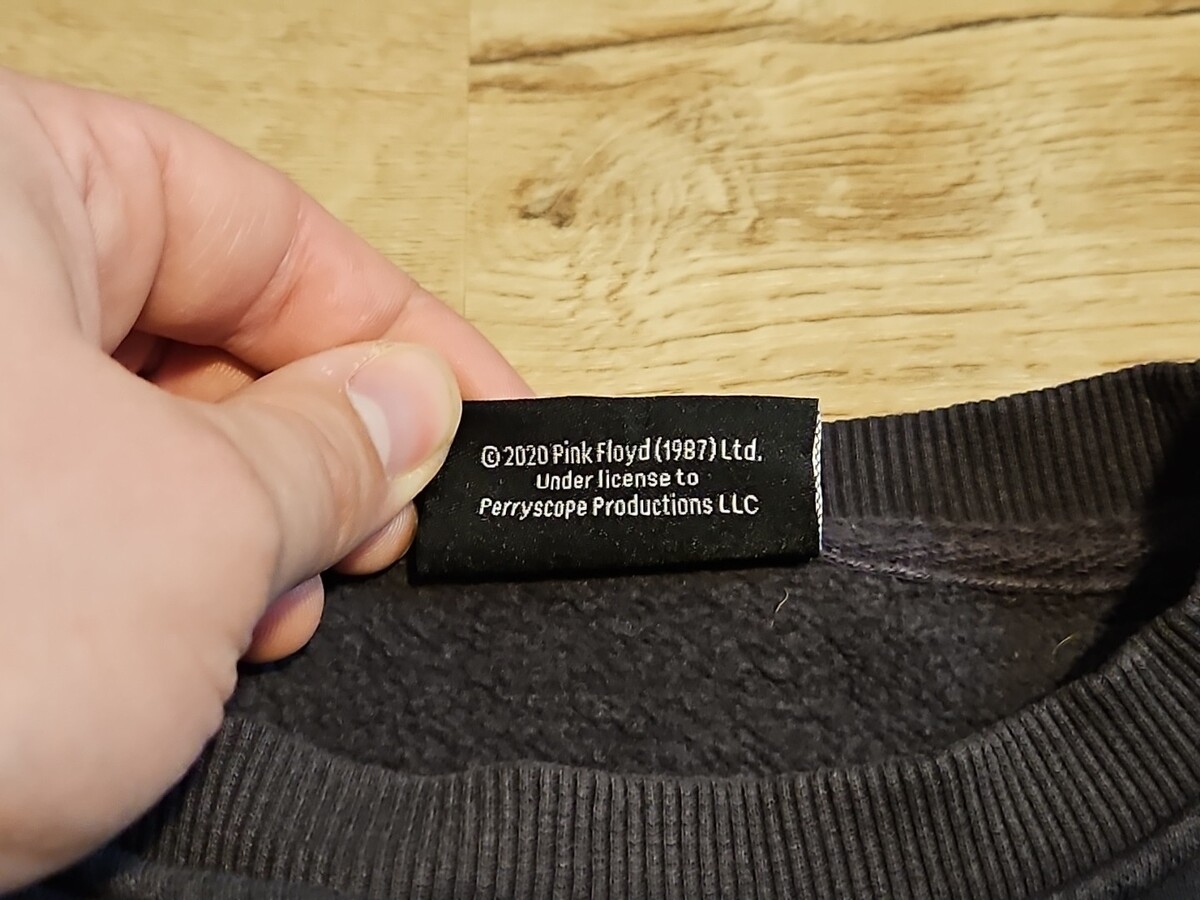 © 2020 Pink Floyd (1987) Ltd.
Under license to
Perryscope Productions LLC